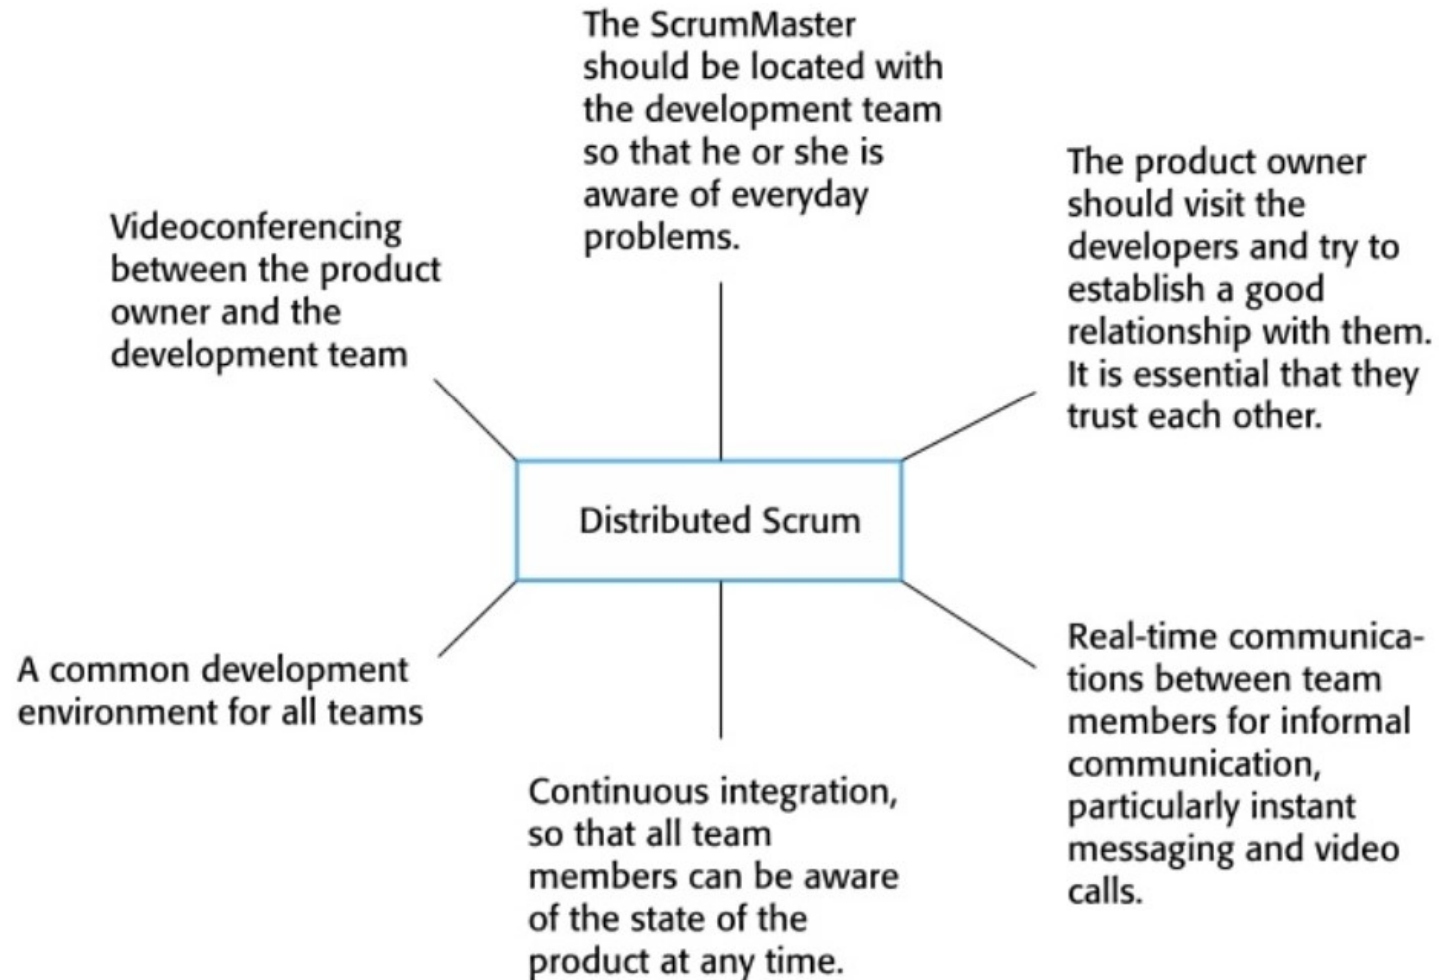 The ScrumMaster
should be located with
the development team
so that he or she is
aware of everyday
problems.
Videoconferencing
between the product
owner and the
development team
The product owner
should visit the
developers and try to
establish a good
relationship with them.
It is essential that they
trust each other.
Distributed Scrum
A common development
environment for all teams
Continuous integration,
so that all team
members can be aware
of the state of the
product at any time.
Real-time communica-
tions between team
members for informal
communication,
particularly instant
messaging and video
calls.